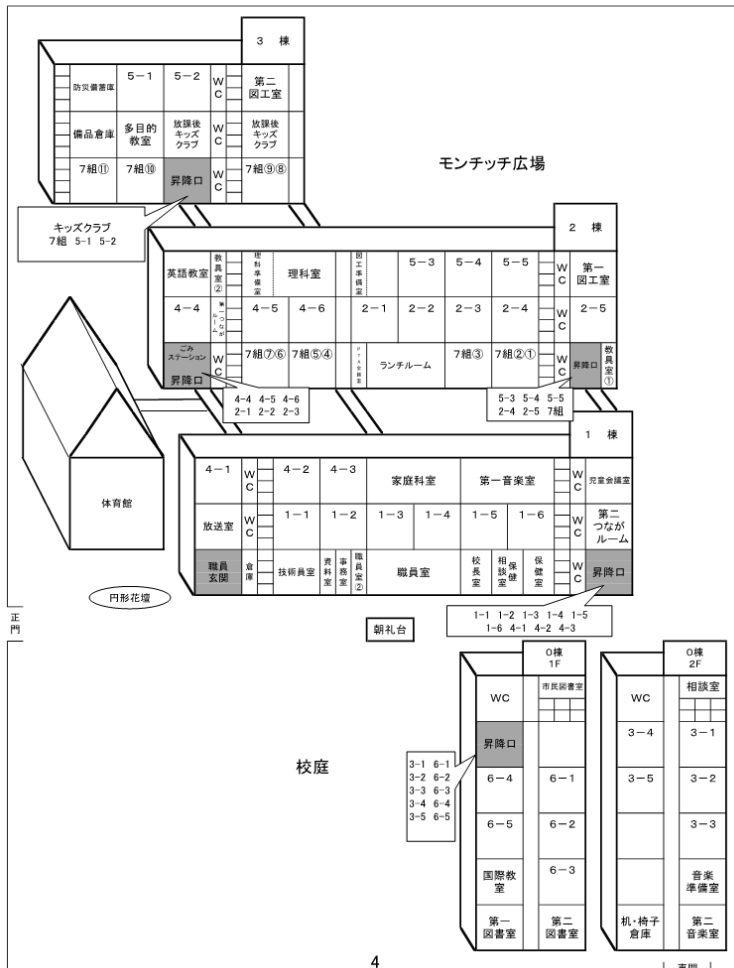 3 棟
防災備蓄庫
5-1
5-2
WC
第二
図工室
備品倉庫
多目的
教室
放課後
キッズ
クラブ
WC
放課後
キッズ
クラブ
7組⑪
7組⑩
昇降口
WC
7組⑨⑧
モンチッチ広場
キッズクラブ
7組 5-1 5-2
2 棟
英語教室
教具室②
理科準備室
理科室
図工準備室
5-3
5-4
5-5
WC
第一
図工室
4-4
第一つなが
ルーム
4-5
4-6
2-1
2-2
2-3
2-4
WC
2-5
ごみ
ステーション
昇降口
WC
7組⑦⑥
7組⑤④
PTA会議室
ランチルーム
7組③
7組②①
WC
昇降口
教具室①
4-4 4-5 4-6
2-1 2-2 2-3
5-3 5-4 5-5
2-4 2-5 7組
1 棟
4-1
WC
4-2
4-3
家庭科室
第一音楽室
WC
児童会議室
放送室
WC
1-1
1-2
1-3
1-4
1-5
1-6
WC
第二
つなが
ルーム
職員
玄関
倉庫
技術員室
資料室
事務室
職員室②
職員室
校長室
保健
相談室
保健室
WC
昇降口
体育館
円形花壇
正門
朝礼台
1-1 1-2 1-3 1-4 1-5
1-6 4-1 4-2 4-3
0棟
1F
WC
市民図書室
昇降口
6-4
6-1
6-5
6-2
国際教
室
6-3
第一
図書室
第二
図書室
3-1 6-1
3-2 6-2
3-3 6-3
3-4 6-4
3-5 6-5
0棟
2F
WC
相談室
3-4
3-1
3-5
3-2
3-3
音楽
準備室
机・椅子
倉庫
第二
音楽室
校庭
4